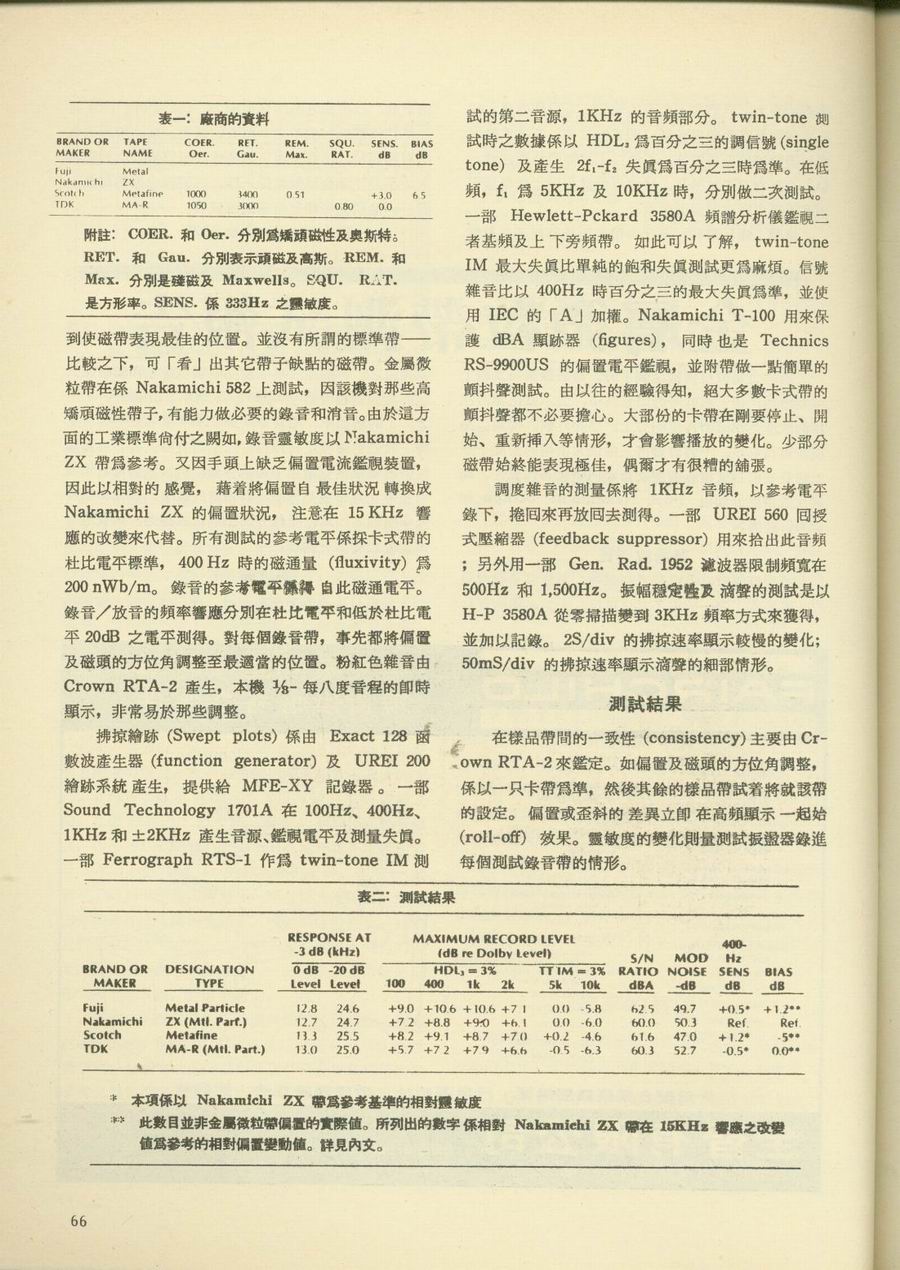 表一：廠商的資料
BRAND OR TAPE COER. RET. REM. SQU. SENS. BIAS
MAKER NAME Oer. Gau. Max. RAT. dB dB
Fuji Metal
Nakamichi ZX
Scotch Metafine 1000 3400 0.51 +3.0 6.5
TDK MA-R 1050 3000 0.80 0.0
附註： COER. 和 Oer. 分別爲矯頑磁性及奧斯特。
RET. 和 Gau. 分別表示頑磁及高斯。REM. 和
Max. 分別是殘磁及 Maxwells。 SQU. RAT.
是方形率。SENS. 係 333Hz 之靈敏度。
到使磁帶表現最佳的位置。並沒有所謂的標準帶——
比較之下，可「看」出其它帶子缺點的磁帶。金屬微
粒帶在係 Nakamichi 582 上測試，因該機對那些高
矯頑磁性帶子，有能力做必要的錄音和消音。由於這方
面的工業標準尙付之闕如，錄音靈敏度以 Nakamichi
ZX 帶爲參考。又因手頭上缺乏偏置電流鑑視裝置，
因此以相對的 感覺， 藉着將偏置自 最佳狀況 轉換成
Nakamichi ZX 的偏置狀況， 注意在 15 KHz 響
應的改變來代替。所有測試的參考電平係採卡式帶的
杜比電平標準， 400 Hz 時的磁通量 (fluxivity) 爲
200 nWb/m。 錄音的參考電平係得 自此磁通電平。
錄音／放音的頻率響應分別在杜比電平和低於杜比電
平 20dB 之電平測得。對每個錄音帶，事先都將偏置
及磁頭的方位角調整至最適當的位置。粉紅色雜音由
Crown RTA-2 產生，本機 ⅓- 每八度音程的卽時
顯示，非常易於那些調整。
拂掠繪跡 (Swept plots) 係由 Exact 128 函
數波產生器 (function generator) 及 UREI 200
繪跡系統 產生， 提供給 MFE-XY 記錄器 。 一部
Sound Technology 1701A 在 100Hz、400Hz、
1KHz 和 ±2KHz 產生音源、鑑視電平及測量失眞。
一部 Ferrograph RTS-1 作爲 twin-tone IM 測
試的第二音源，1KHz 的音頻部分。 twin-tone 測
試時之數據係以 HDL₃ 爲百分之三的調信號 (single
tone) 及產生 2f₁-f₂ 失眞爲百分之三時爲準。在低
頻，f₁ 爲 5KHz 及 10KHz 時，分別做二次測試。
一部 Hewlett-Pckard 3580A 頻譜分析儀鑑視二
者基頻及上 下旁頻帶。 如此可以 了解， twin-tone
IM 最大失眞比單純的飽和失眞測試更爲麻煩。信號
雜音比以 400Hz 時百分之三的最大失眞爲準，並使
用 IEC 的「A」加權。Nakamichi T-100 用來保
護 dBA 顯跡器 (figures)， 同時 也是 Technics
RS-9900US 的偏置電平鑑視，並附帶做一點簡單的
顫抖聲測試。由以往的經驗得知，絕大多數卡式帶的
顫抖聲都不必要擔心。大部份的卡帶在剛要停止、開
始、重新揷入等情形，才會影響播放的變化。少部分
磁帶始終能表現極佳，偶爾才有很糟的舖張。
調度雜音的測量係將 1KHz 音頻，以參考電平
錄下，捲囘來再放囘去測得。一部 UREI 560 囘授
式壓縮器 (feedback suppressor) 用來拾出此音頻
；另外用一部 Gen. Rad. 1952 濾波器限制頻寬在
500Hz 和 1,500Hz。 振幅穩定性及 滴聲的測試是以
H-P 3580A 從零掃描變到 3KHz 頻率方式來獲得，
並加以記錄。 2S/div 的拂掠速率顯示較慢的變化；
50mS/div 的拂掠速率顯示滴聲的細部情形。
測試結果
在樣品帶間的一致性 (consistency) 主要由 Cr-
own RTA-2 來鑑定。如偏置及磁頭的方位角調整，
係以一只卡帶爲準，然後其餘的樣品帶試着將就該帶
的設定。 偏置或歪斜的 差異立卽 在高頻顯示 一起始
(roll-off) 效果。靈敏度的變化則量測試振盪器錄進
每個測試錄音帶的情形。
表二：測試結果
RESPONSE AT MAXIMUM RECORD LEVEL 400-
-3 dB (kHz) (dB re Dolby Level) S/N MOD Hz
BRAND OR DESIGNATION 0 dB -20 dB HDL₃ = 3% TT IM = 3% RATIO NOISE SENS BIAS
MAKER TYPE Level Level 100 400 1k 2k 5k 10k dBA -dB dB dB
Fuji Metal Particle 12.8 24.6 +9.0 +10.6 +10.6 +7.1 0.0 -5.8 62.5 49.7 +0.5* +1.2**
Nakamichi ZX (Mtl. Part.) 12.7 24.7 +7.2 +8.8 +9.0 +6.1 0.0 -6.0 60.0 50.3 Ref. Ref.
Scotch Metafine 13.3 25.5 +8.2 +9.1 +8.7 +7.0 +0.2 -4.6 61.6 47.0 +1.2* -5**
TDK MA-R (Mtl. Part.) 13.0 25.0 +5.7 +7.2 +7.9 +6.6 -0.5 -6.3 60.3 52.7 -0.5* 0.0**
* 本項係以 Nakamichi ZX 帶爲參考基準的相對靈敏度
** 此數目並非金屬微粒帶偏置的實際值。所列出的數字 係相對 Nakamichi ZX 帶在 15KHz 響應之改變
值爲參考的相對偏置變動值。詳見內文。
66